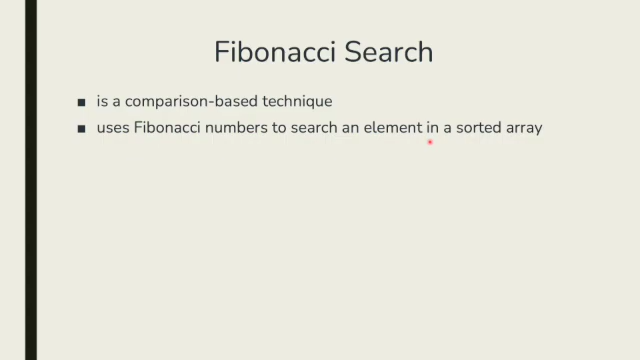 Fibonacci Search
▪ is a comparison-based technique
▪ uses Fibonacci numbers to search an element in a sorted array